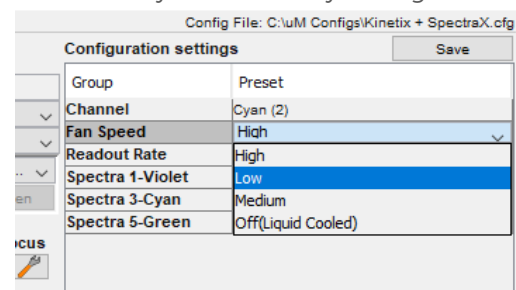 Config File: C:\uM Configs\Kinetix + SpectraX.cfg
Configuration settings Save
Group Preset
Channel Cyan (2)
Fan Speed High
Readout Rate High
Spectra 1-Violet Low
Spectra 3-Cyan Medium
Spectra 5-Green Off(Liquid Cooled)